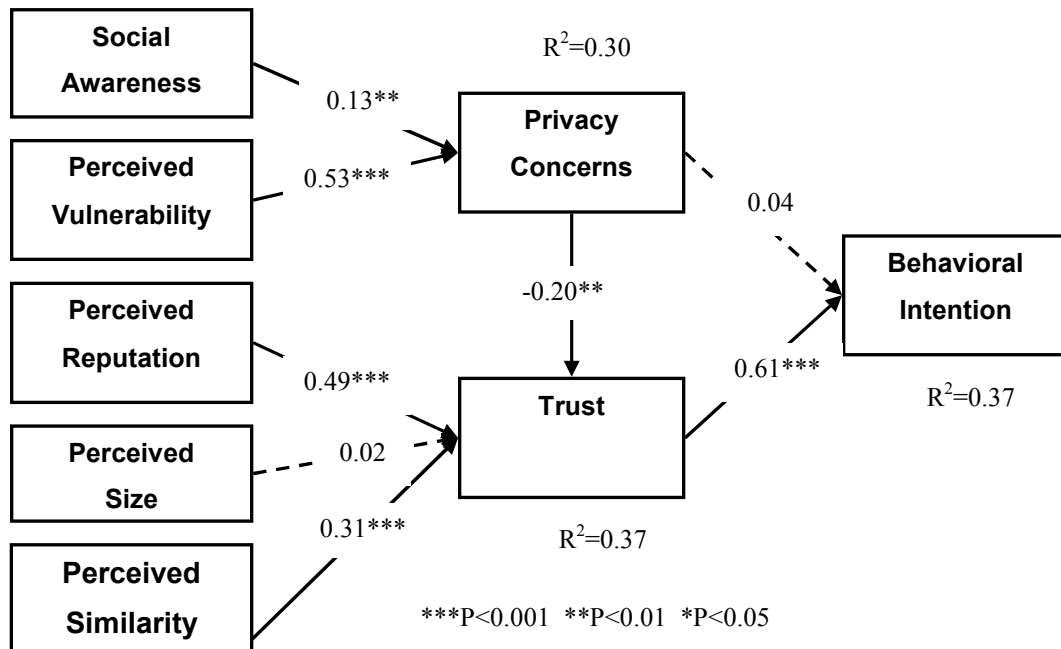 Social
Awareness
R²=0.30
0.13**
Privacy
Concerns
Perceived
Vulnerability
0.53***
0.04
Behavioral
Intention
-0.20**
Perceived
Reputation
0.49***
0.61***
R²=0.37
Trust
Perceived
Size
0.02
0.31***
R²=0.37
Perceived
Similarity
***P<0.001 **P<0.01 *P<0.05